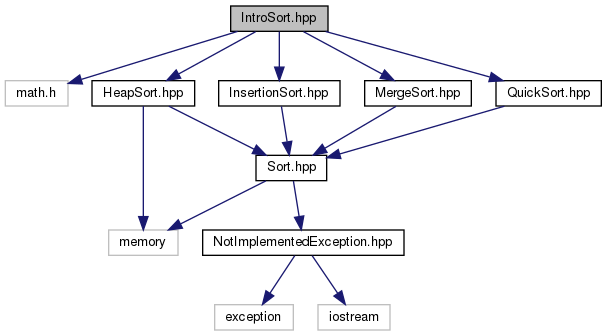 IntroSort.hpp
math.h
HeapSort.hpp
InsertionSort.hpp
MergeSort.hpp
QuickSort.hpp
Sort.hpp
memory
NotImplementedException.hpp
exception
iostream